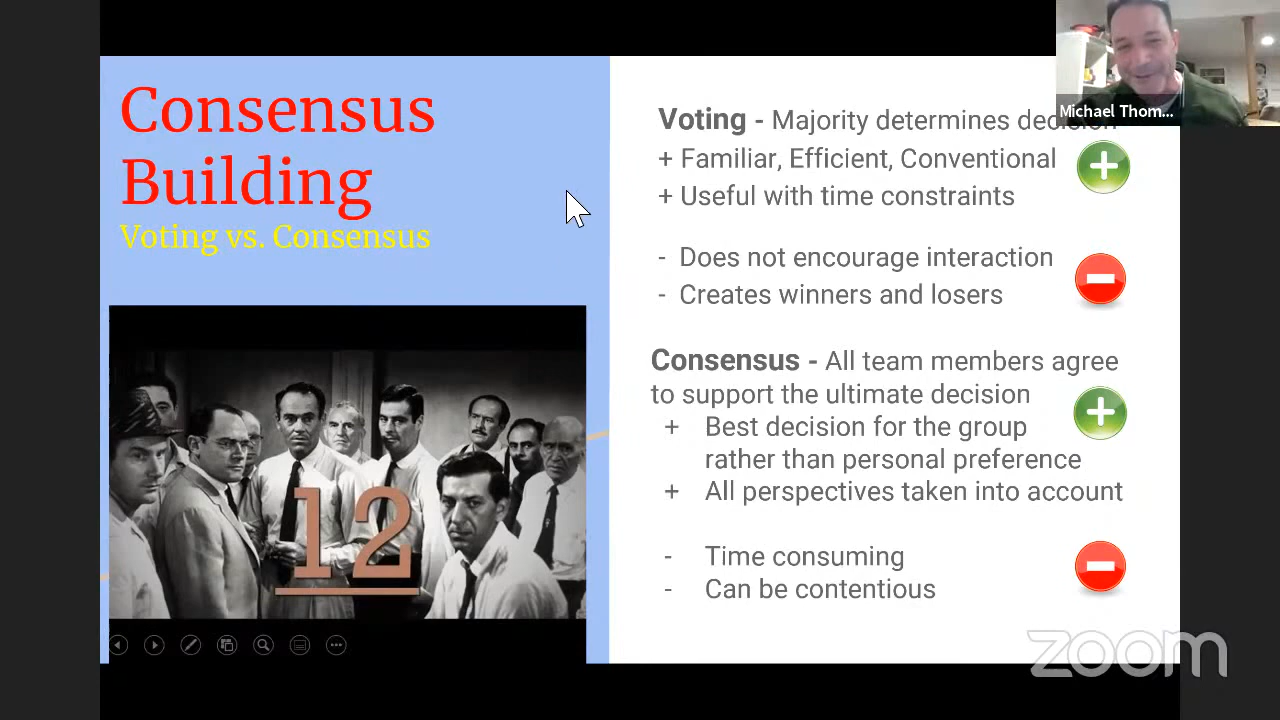 Consensus
Building
Voting vs. Consensus
12
Michael Thom...
Voting - Majority determines decision
+ Familiar, Efficient, Conventional
+ Useful with time constraints
- Does not encourage interaction
- Creates winners and losers
Consensus - All team members agree
to support the ultimate decision
+ Best decision for the group
rather than personal preference
+ All perspectives taken into account
- Time consuming
- Can be contentious
zoom